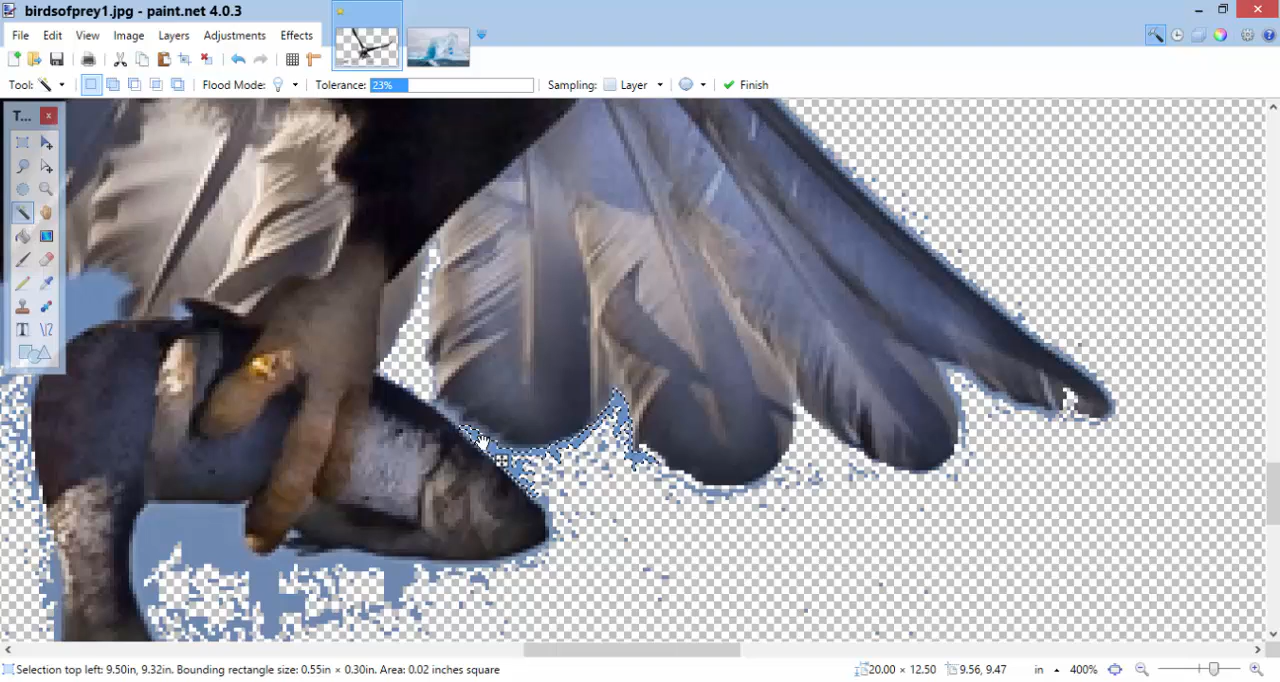 birdsofprey1.jpg - paint.net 4.0.3
File Edit View Image Layers Adjustments Effects
Tool: Flood Mode: Tolerance: 23% Sampling: Layer Finish
T...
Selection top left: 9.50in, 9.32in. Bounding rectangle size: 0.55in × 0.30in. Area: 0.02 inches square 20.00 × 12.50 9.56, 9.47 in 400%